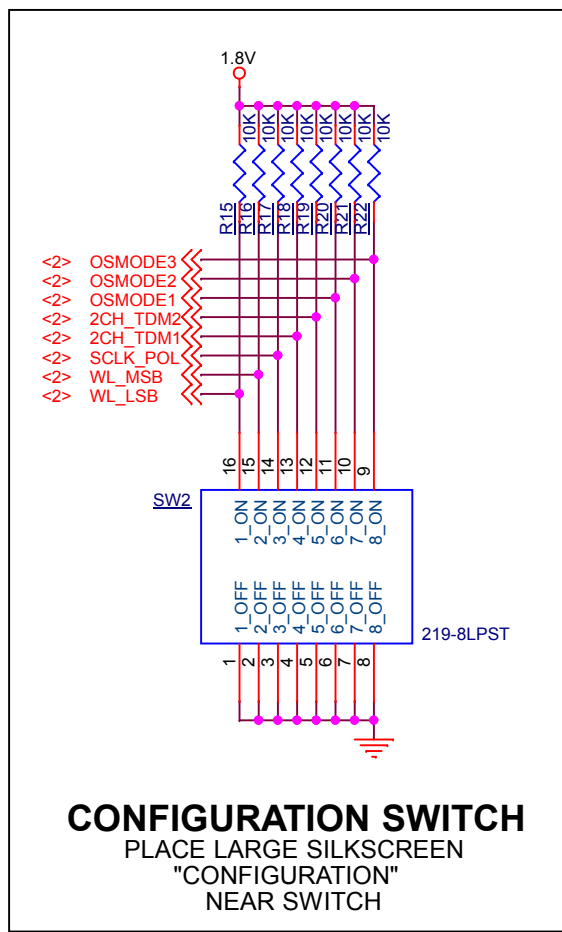 1.8V
10K 10K 10K 10K 10K 10K 10K 10K
R15 R16 R17 R18 R19 R20 R21 R22
<2> OSMODE3
<2> OSMODE2
<2> OSMODE1
<2> 2CH_TDM2
<2> 2CH_TDM1
<2> SCLK_POL
<2> WL_MSB
<2> WL_LSB
16 15 14 13 12 11 10 9
SW2
1_ON 2_ON 3_ON 4_ON 5_ON 6_ON 7_ON 8_ON
1_OFF 2_OFF 3_OFF 4_OFF 5_OFF 6_OFF 7_OFF 8_OFF
219-8LPST
1 2 3 4 5 6 7 8
CONFIGURATION SWITCH
PLACE LARGE SILKSCREEN
"CONFIGURATION"
NEAR SWITCH